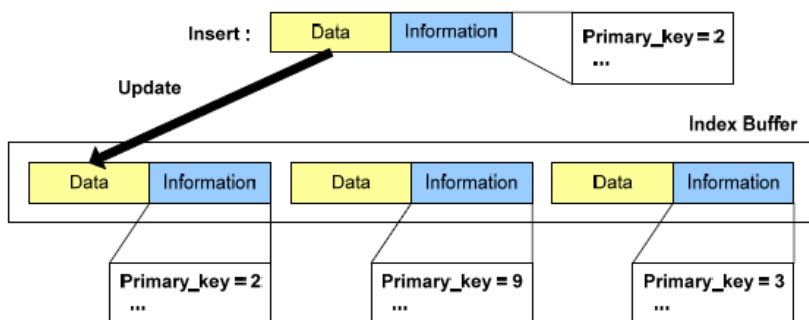 Insert : Data Information Primary_key = 2
...
Update
Index Buffer
Data Information Data Information Data Information
Primary_key = 2 Primary_key = 9 Primary_key = 3
... ... ...